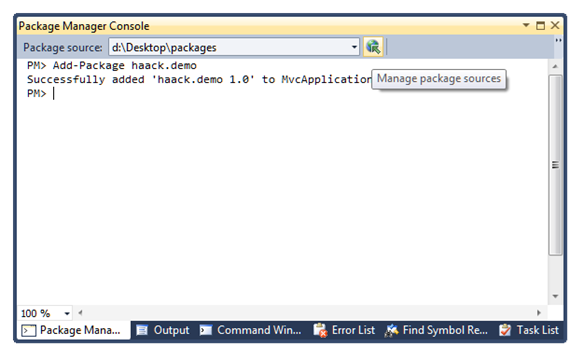 Package Manager Console
Package source: d:\Desktop\packages
PM> Add-Package haack.demo
Successfully added 'haack.demo 1.0' to MvcApplication
Manage package sources
PM>
100 %
Package Mana... Output Command Win... Error List Find Symbol Re... Task List